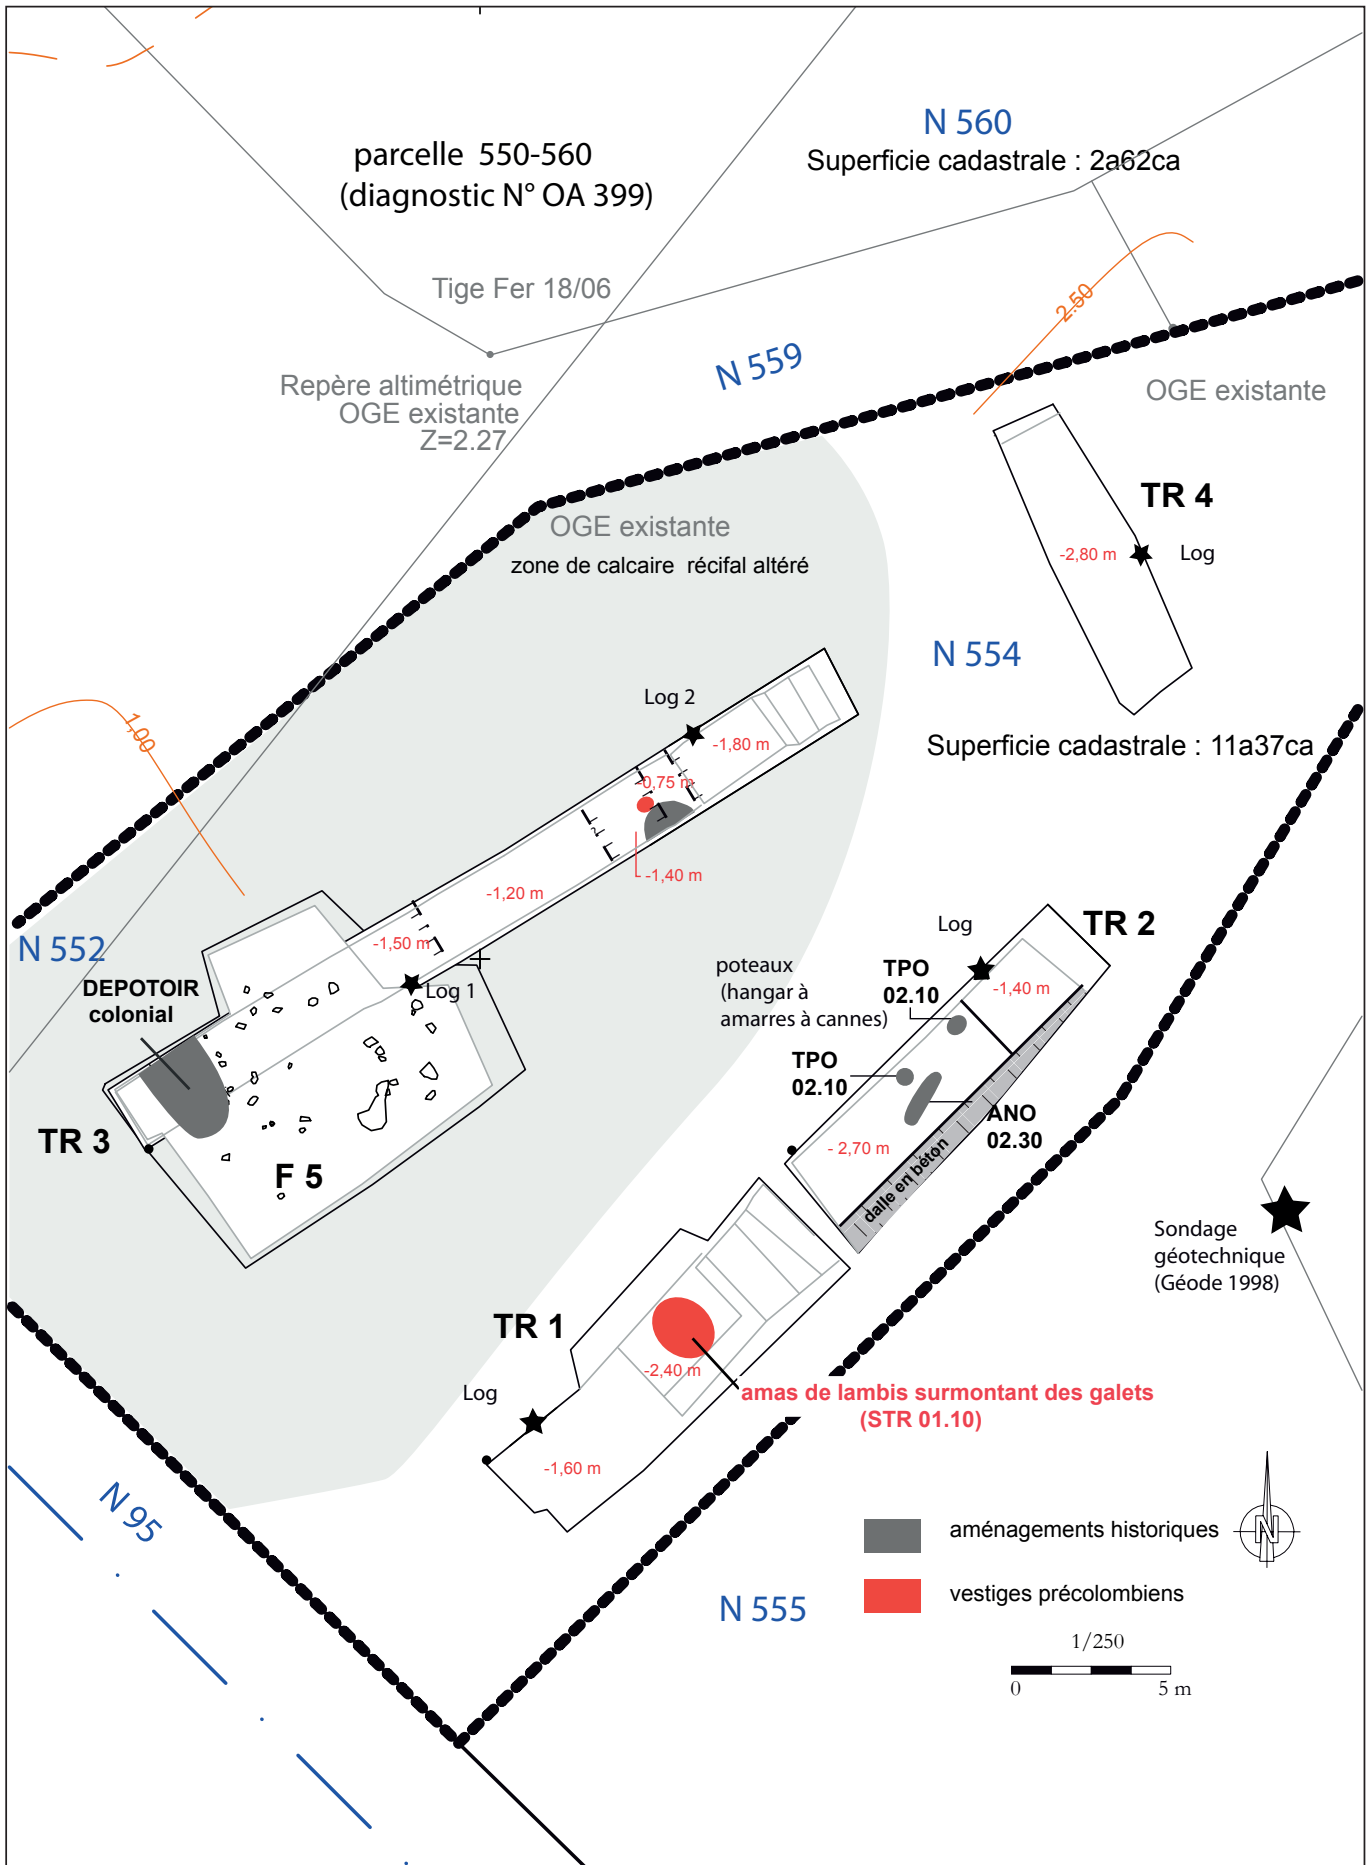 N 560
Superficie cadastrale : 2a62ca
parcelle 550-560
(diagnostic N° OA 399)
Tige Fer 18/06
2.50
N 559
Repère altimétrique
OGE existante
Z=2.27
OGE existante
TR 4
OGE existante
zone de calcaire récifal altéré
-2,80 m
Log
N 554
Log 2
1,00
-1,80 m
Superficie cadastrale : 11a37ca
-0,75 m
-1,40 m
-1,20 m
TR 2
Log
-1,50 m
N 552
poteaux
(hangar à
amarres à cannes)
TPO
02.10
-1,40 m
DEPOTOIR
colonial
Log 1
TPO
02.10
ANO
02.30
TR 3
- 2,70 m
dalle en béton
F 5
Sondage
géotechnique
(Géode 1998)
TR 1
-2,40 m
Log
amas de lambis surmontant des galets
(STR 01.10)
-1,60 m
N 95
aménagements historiques
N
vestiges précolombiens
N 555
1/250
0 5 m